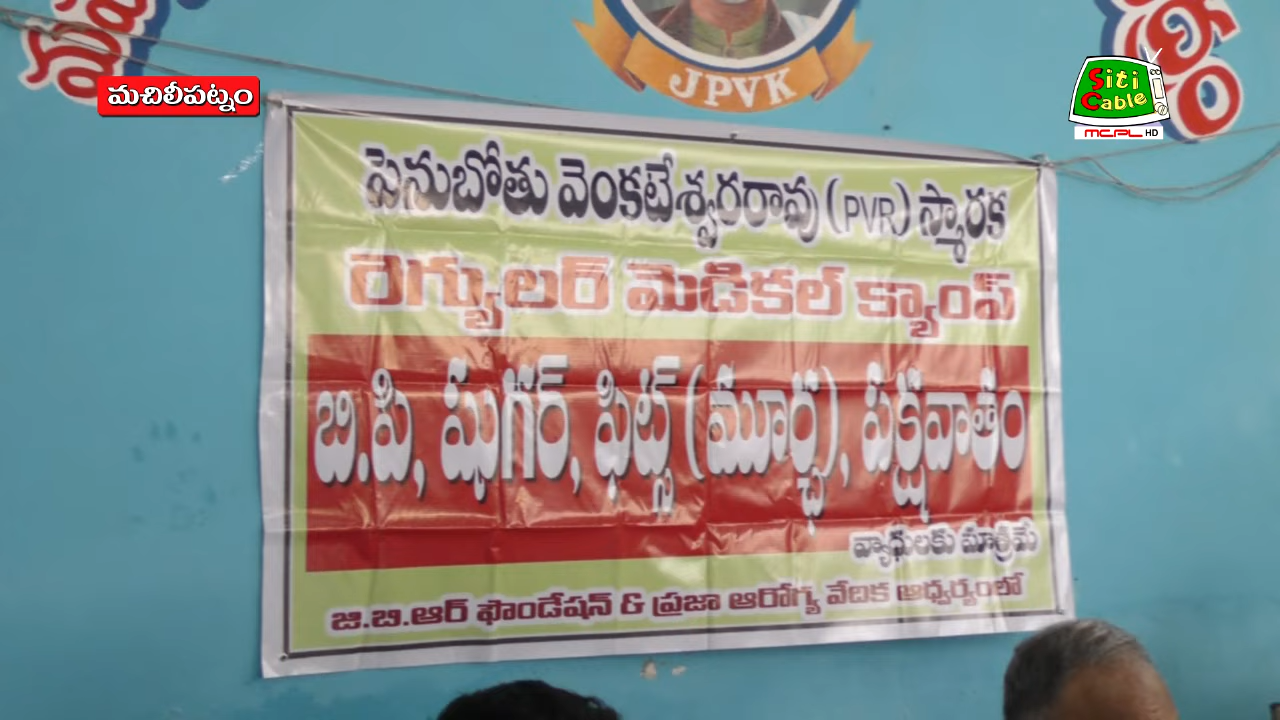 JPVK
మచిలీపట్నం
Siti
Cable
MCPL HD
పెనుబోతు వెంకటేశ్వరరావు (PVR) స్మారక
రెగ్యులర్ మెడికల్ క్యాంప్
బి.పి, షుగర్, ఫిట్స్ (మూర్ఛ), పక్షవాతం
వ్యాధులకు మాత్రమే
జి.బి.ఆర్ ఫౌండేషన్ & ప్రజా ఆరోగ్య వేదిక ఆధ్వర్యంలో